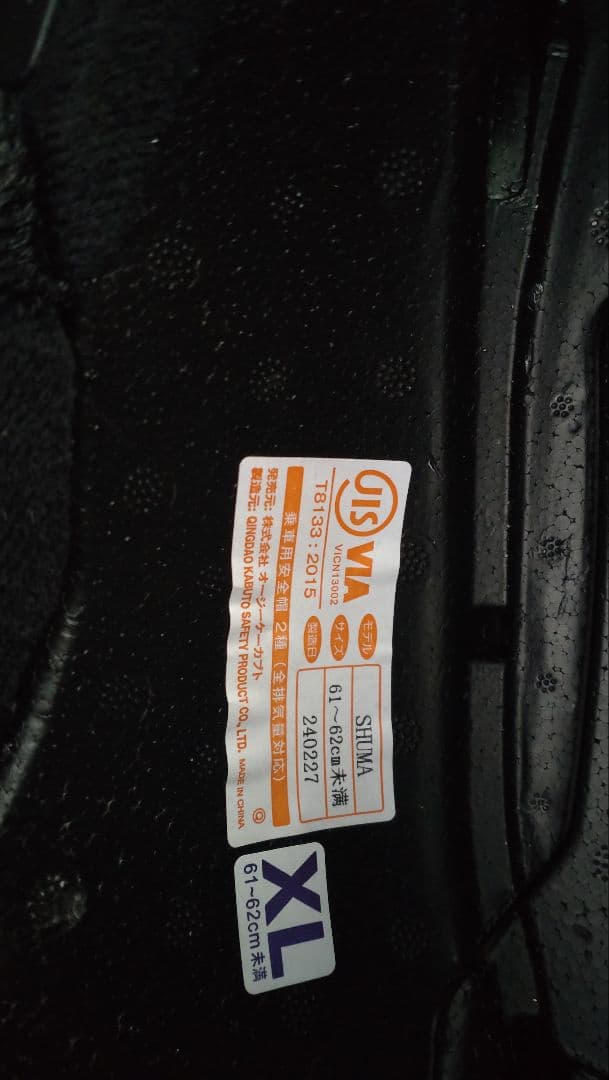 JIS VIA
VICN13002
T8133:2015
モデル SHUMA
サイズ 61～62cm未満
製造日 240227
乗車用安全帽 2種(全排気量対応)
発売元: 株式会社 オージーケーカブト
製造元: QINGDAO KABUTO SAFETY PRODUCT CO., LTD. MADE IN CHINA
XL
61~62cm未満